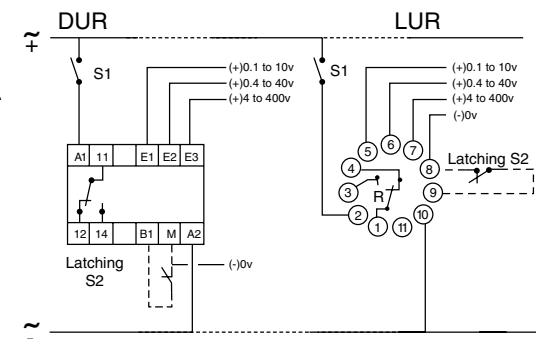 DUR
LUR
~
+
S1
S1
(+)0.1 to 10v
(+)0.4 to 40v
(+)4 to 400v
(+)0.1 to 10v
(+)0.4 to 40v
(+)4 to 400v
(-)0v
A1 11 E1 E2 E3
5 6 7
4 8
Latching S2
3 R 9
2 1 11 10
12 14 B1 M A2
Latching
S2
(-)0v
~
-